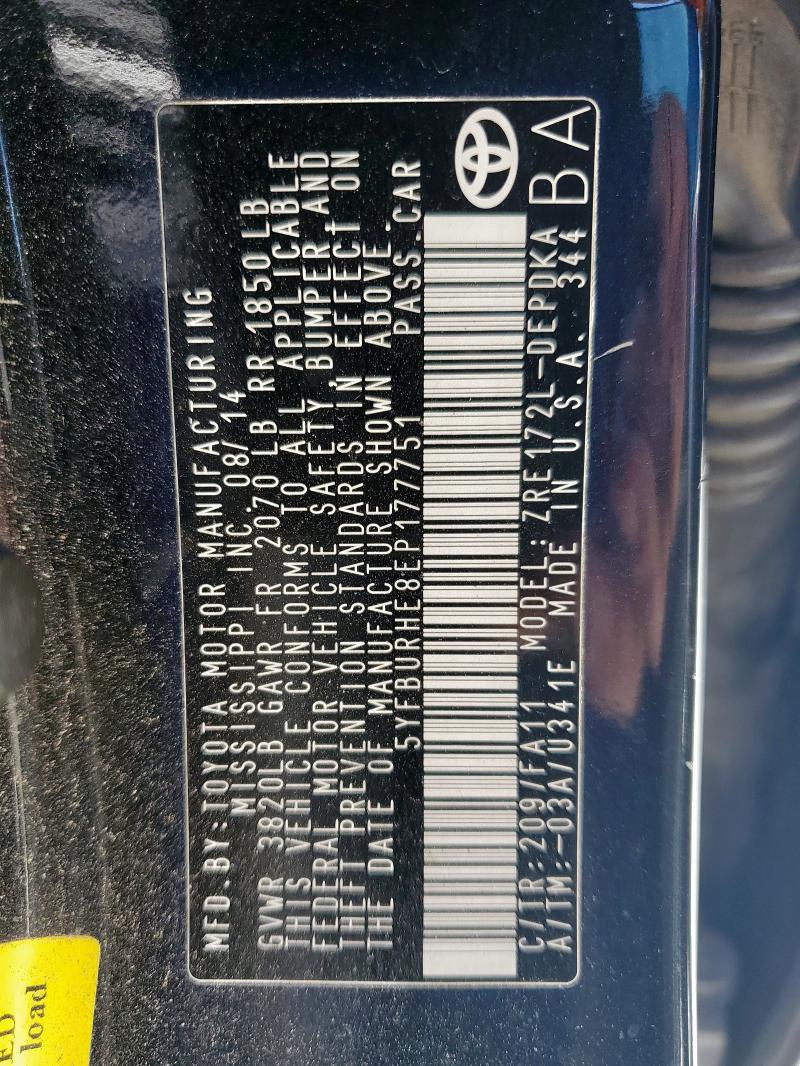 MFD.BY:TOYOTA MOTOR MANUFACTURING
MISSISSIPPI INC. 08/14
GVWR 3820LB GAWR FR 2070 LB RR 1850LB
THIS VEHICLE CONFORMS TO ALL APPLICABLE
FEDERAL MOTOR VEHICLE SAFETY, BUMPER AND
THEFT PREVENTION STANDARDS IN EFFECT ON
THE DATE OF MANUFACTURE SHOWN ABOVE.
5YFBURHE8EP177751 PASS.CAR
C/TR:209/FA11 MODEL:ZRE172L-DEPDKA
A/TM:-03A/U341E MADE IN U.S.A. 344
BA
load